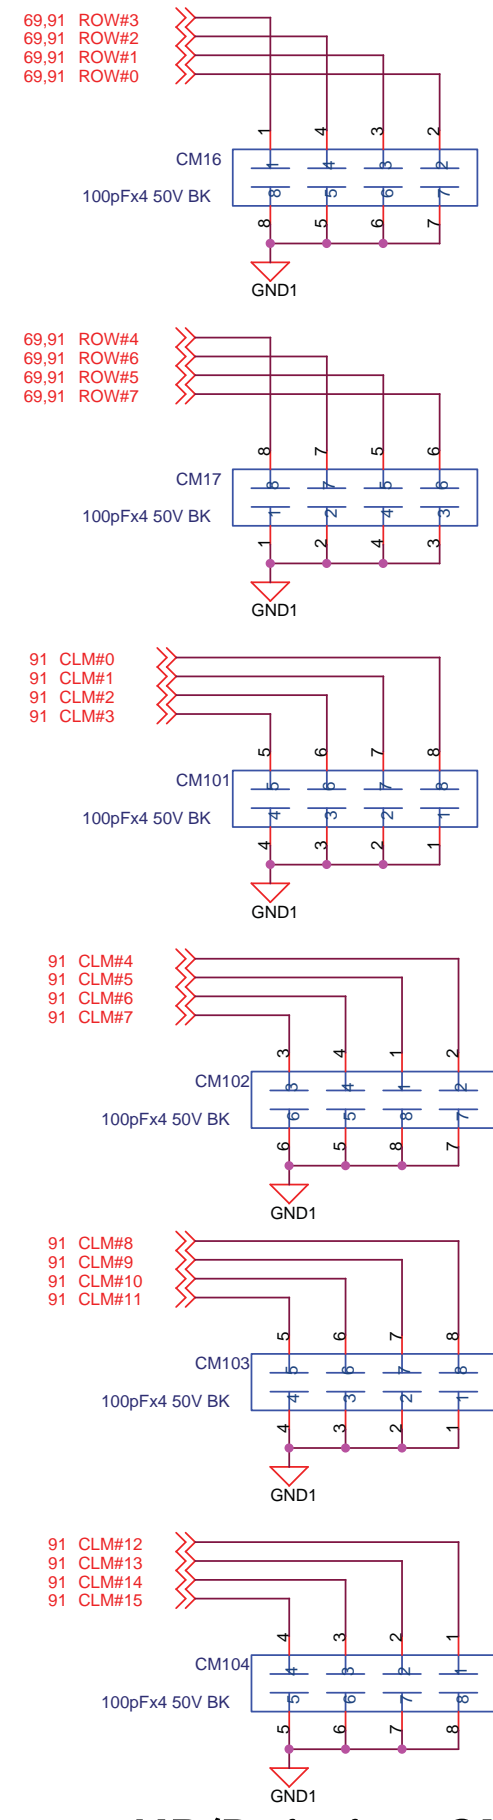 69,91 ROW#3
69,91 ROW#2
69,91 ROW#1
69,91 ROW#0
1 4 3 2
CM16
1 4 3 2
100pFx4 50V BK
8 5 6 7
8 5 6 7
GND1
69,91 ROW#4
69,91 ROW#6
69,91 ROW#5
69,91 ROW#7
8 7 5 6
CM17
8 7 5 6
100pFx4 50V BK
1 2 4 3
1 2 4 3
GND1
91 CLM#0
91 CLM#1
91 CLM#2
91 CLM#3
5 6 7 8
CM101
5 6 7 8
100pFx4 50V BK
4 3 2 1
4 3 2 1
GND1
91 CLM#4
91 CLM#5
91 CLM#6
91 CLM#7
3 4 1 2
CM102
3 4 1 2
100pFx4 50V BK
6 5 8 7
6 5 8 7
GND1
91 CLM#8
91 CLM#9
91 CLM#10
91 CLM#11
5 6 7 8
CM103
5 6 7 8
100pFx4 50V BK
4 3 2 1
4 3 2 1
GND1
91 CLM#12
91 CLM#13
91 CLM#14
91 CLM#15
4 3 2 1
CM104
4 3 2 1
100pFx4 50V BK
5 6 7 8
5 6 7 8
GND1